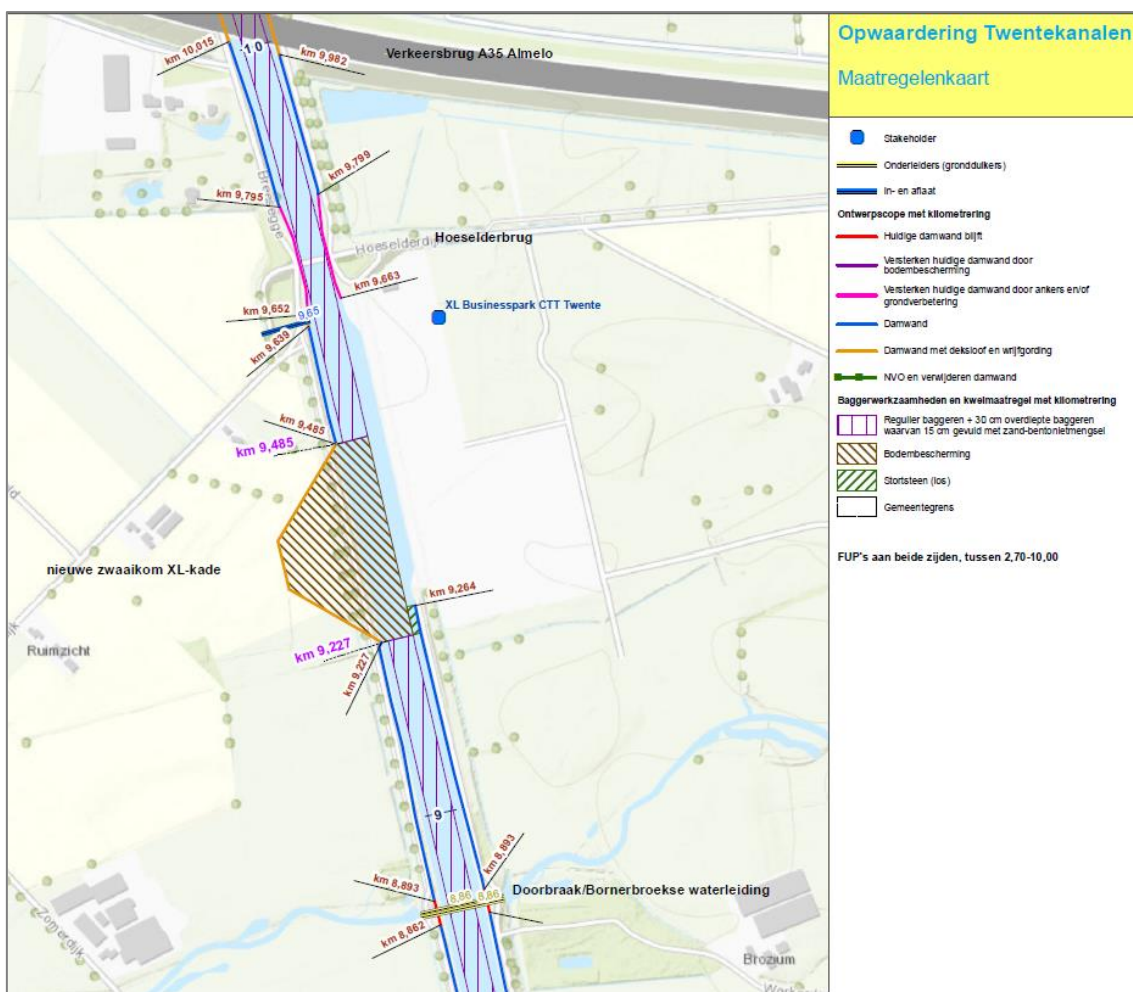 Opwaardering Twentekanalen
Maatregelenkaart
Stakeholder
Onderleiders (grondduikers)
In- en aflaat
Ontwerpscope met kilometrering
Huidige damwand blijft
Versterken huidige damwand door
bodembescherming
Versterken huidige damwand door ankers en/of
grondverbetering
Damwand
Damwand met deksloof en wrijfgording
NVO en verwijderen damwand
Baggerwerkzaamheden en kwelmaatregel met kilometrering
Regulier baggeren + 30 cm overdiepte baggeren
waarvan 15 cm gevuld met zand-bentonietmengsel
Bodembescherming
Stortsteen (los)
Gemeentegrens
FUP's aan beide zijden, tussen 2,70-10,00
km 10,015
10
km 9,982
Verkeersbrug A35 Almelo
km 9,799
km 9,795
Hoeselderbrug
Hoeselderdijk
km 9,663
km 9,652
9,65
XL Businesspark CTT Twente
km 9,639
km 9,485
km 9,485
nieuwe zwaaikom XL-kade
km 9,264
Ruimzicht
km 9,227
km 9,227
9
km 8,893
km 8,893
8,86 8,86
Doorbraak/Bornerbroekse waterleiding
km 8,862
Zomerdijk
Brozium